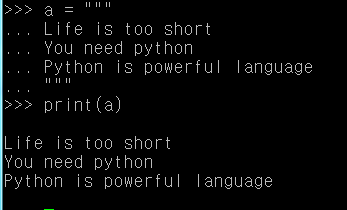 >>> a = """
... Life is too short
... You need python
... Python is powerful language
... """
>>> print(a)

Life is too short
You need python
Python is powerful language